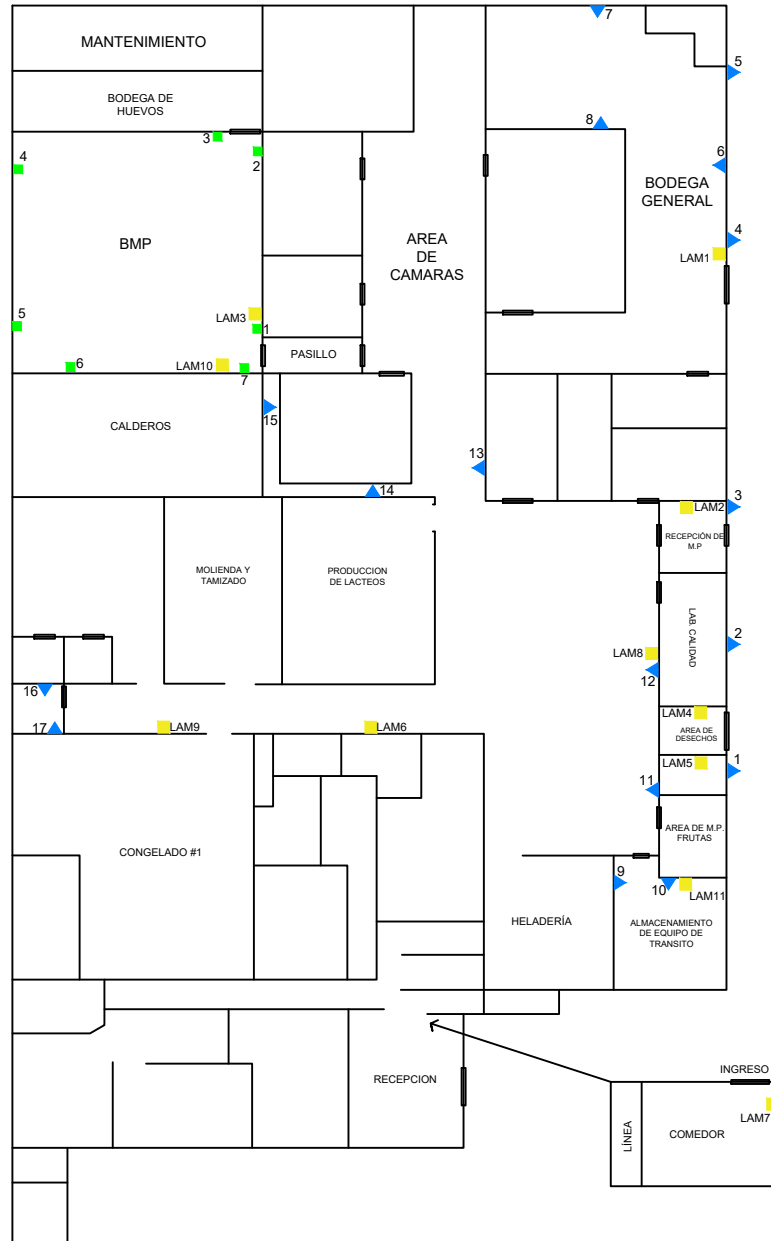 7
MANTENIMIENTO
5
BODEGA DE
HUEVOS
8
3
2
4
6
BODEGA
GENERAL
BMP
AREA
DE
CAMARAS
4
LAM1
5
LAM3
1
PASILLO
6
LAM10
7
15
CALDEROS
13
14
3
LAM2
RECEPCIÓN DE
M.P
MOLIENDA Y
TAMIZADO
PRODUCCION
DE LACTEOS
LAB. CALIDAD
2
LAM8
12
16
17
LAM9
LAM6
LAM4
AREA DE
DESECHOS
1
LAM5
11
AREA DE M.P.
FRUTAS
CONGELADO #1
9
10
LAM11
HELADERÍA
ALMACENAMIENTO
DE EQUIPO DE
TRANSITO
INGRESO
RECEPCION
LAM7
LÍNEA
COMEDOR